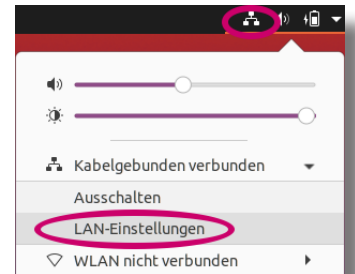 Kabelgebunden verbunden
Ausschalten
LAN-Einstellungen
WLAN nicht verbunden